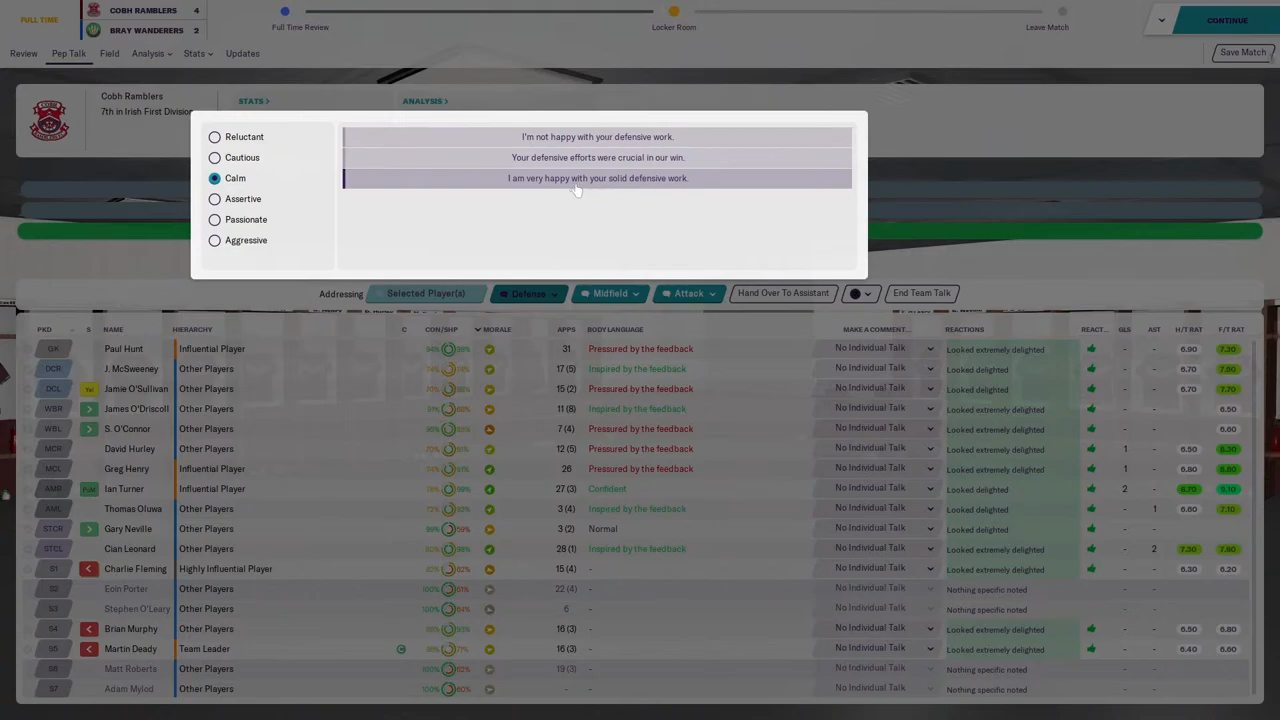 FULL TIME
COBH RAMBLERS 4
BRAY WANDERERS 2
Full Time Review
Locker Room
Leave Match
CONTINUE
Review Pep Talk Field Analysis Stats Updates
Save Match
Cobh Ramblers
7th in Irish First Division
STATS >
ANALYSIS >
Reluctant
Cautious
Calm
Assertive
Passionate
Aggressive
I'm not happy with your defensive work.
Your defensive efforts were crucial in our win.
I am very happy with your solid defensive work.
Addressing Selected Player(s) Defense Midfield Attack Hand Over To Assistant End Team Talk
PKD S NAME HIERARCHY C CON/SHP MORALE APPS BODY LANGUAGE MAKE A COMMENT... REACTIONS REACT... GLS AST H/T RAT F/T RAT
GK Paul Hunt Influential Player 31 Pressured by the feedback No Individual Talk Looked extremely delighted - - 6.90 7.30
DCR J. McSweeney Other Players 17 (5) Inspired by the feedback No Individual Talk Looked delighted - - 6.70
DCL Yel Jamie O'Sullivan Other Players 15 (2) Pressured by the feedback No Individual Talk Looked extremely delighted - - 6.70
WBR James O'Driscoll Other Players 11 (8) Inspired by the feedback No Individual Talk Looked extremely delighted - - 6.50
WBL S. O'Connor Other Players 7 (4) Pressured by the feedback No Individual Talk Looked extremely delighted - - 6.60
MCR David Hurley Other Players 12 (5) Pressured by the feedback No Individual Talk Looked extremely delighted 1 - 6.50 8.30
MCL Greg Henry Influential Player 26 Pressured by the feedback No Individual Talk Looked extremely delighted 1 - 6.80 8.80
AMR PoM Ian Turner Influential Player 27 (3) Confident No Individual Talk Looked delighted 2 - 8.70 9.10
AML Thomas Oluwa Other Players 3 (4) Inspired by the feedback No Individual Talk Looked extremely delighted - 1 6.60 7.10
STCR Gary Neville Other Players 3 (2) Normal No Individual Talk Looked extremely delighted - -
STCL Cian Leonard Other Players 28 (1) Inspired by the feedback No Individual Talk Looked extremely delighted - 2 7.30
S1 Charlie Fleming Highly Influential Player 15 (4) - No Individual Talk Looked extremely delighted - - 6.30 6.20
S2 Eoin Porter Other Players 100% 61% 22 (4) - No Individual Talk Nothing specific noted
S3 Stephen O'Leary Other Players 100% 6 - No Individual Talk Nothing specific noted
S4 Brian Murphy Other Players 16 (3) - No Individual Talk Looked extremely delighted - - 6.50 6.80
S5 Martin Deady Team Leader 16 (3) - No Individual Talk Looked extremely delighted - - 6.40 6.60
S6 Matt Roberts Other Players 100% 19 (3) - No Individual Talk Nothing specific noted
S7 Adam Mylod Other Players 100% 60% - - No Individual Talk Nothing specific noted